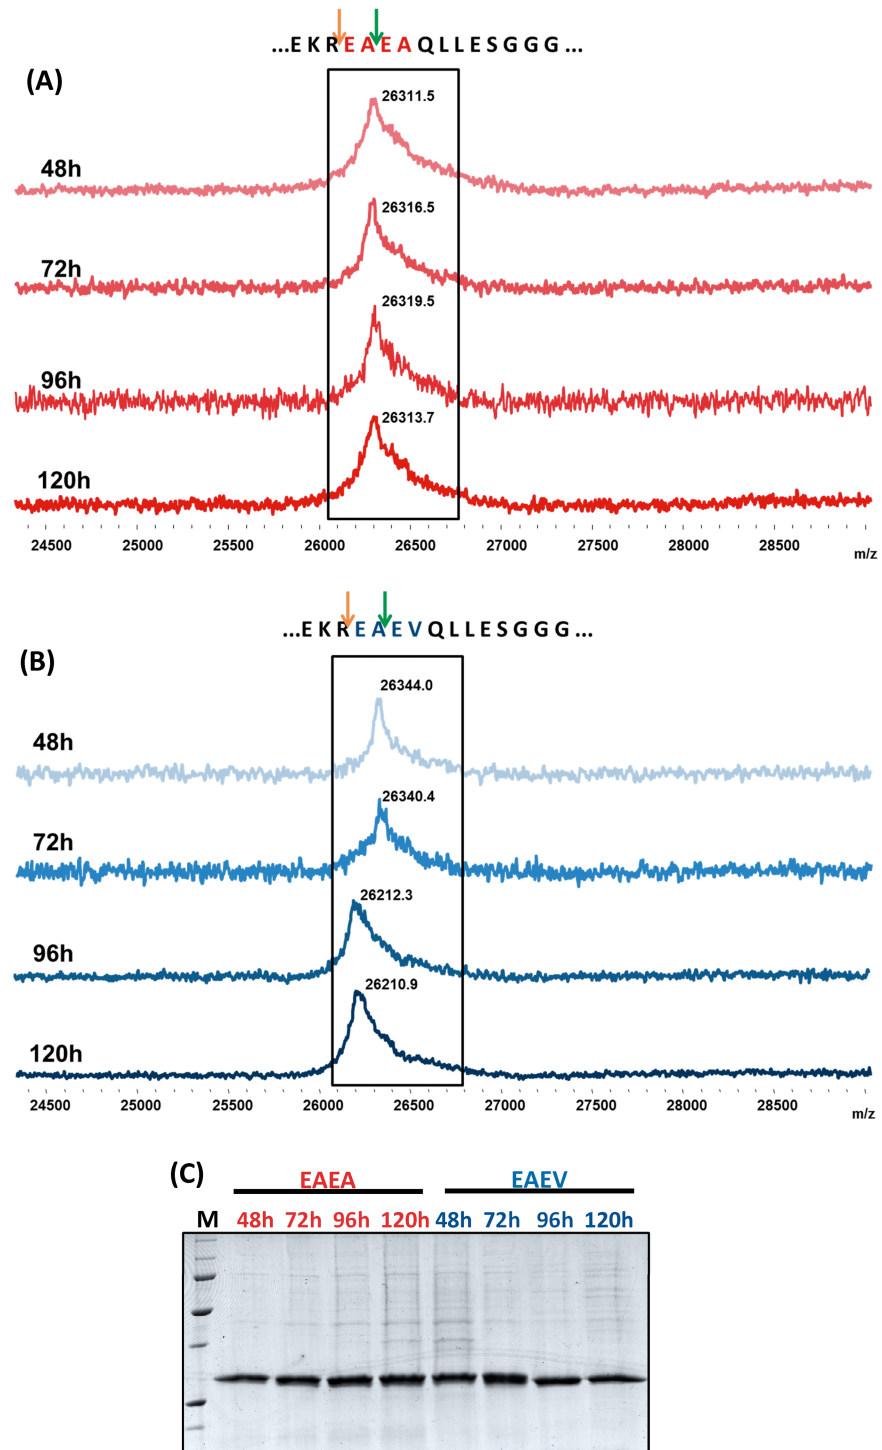 ...E K R E A E A Q L L E S G G G ...
(A)
26311.5
48h
26316.5
72h
26319.5
96h
26313.7
120h
24500 25000 25500 26000 26500 27000 27500 28000 28500
m/z
...E K R E A E V Q L L E S G G G ...
(B)
26344.0
48h
26340.4
72h
26212.3
96h
26210.9
120h
24500 25000 25500 26000 26500 27000 27500 28000 28500
m/z
(C)
EAEA EAEV
M 48h 72h 96h 120h 48h 72h 96h 120h